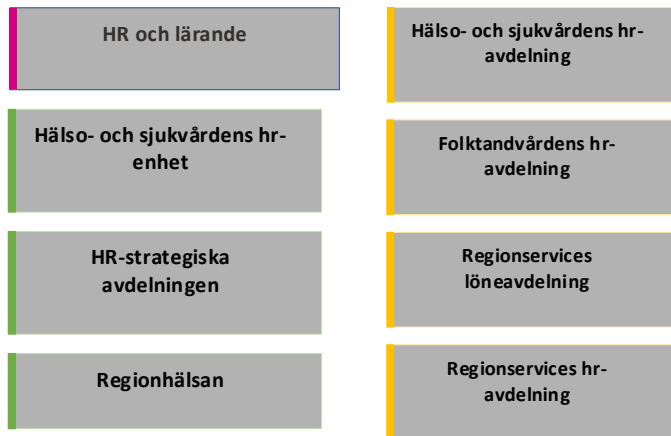 HR och lärande
Hälso- och sjukvårdens hr-
enhet
HR-strategiska
avdelningen
Regionhälsan
Hälso- och sjukvårdens hr-
avdelning
Folktandvårdens hr-
avdelning
Regionservices
löneavdelning
Regionservices hr-
avdelning